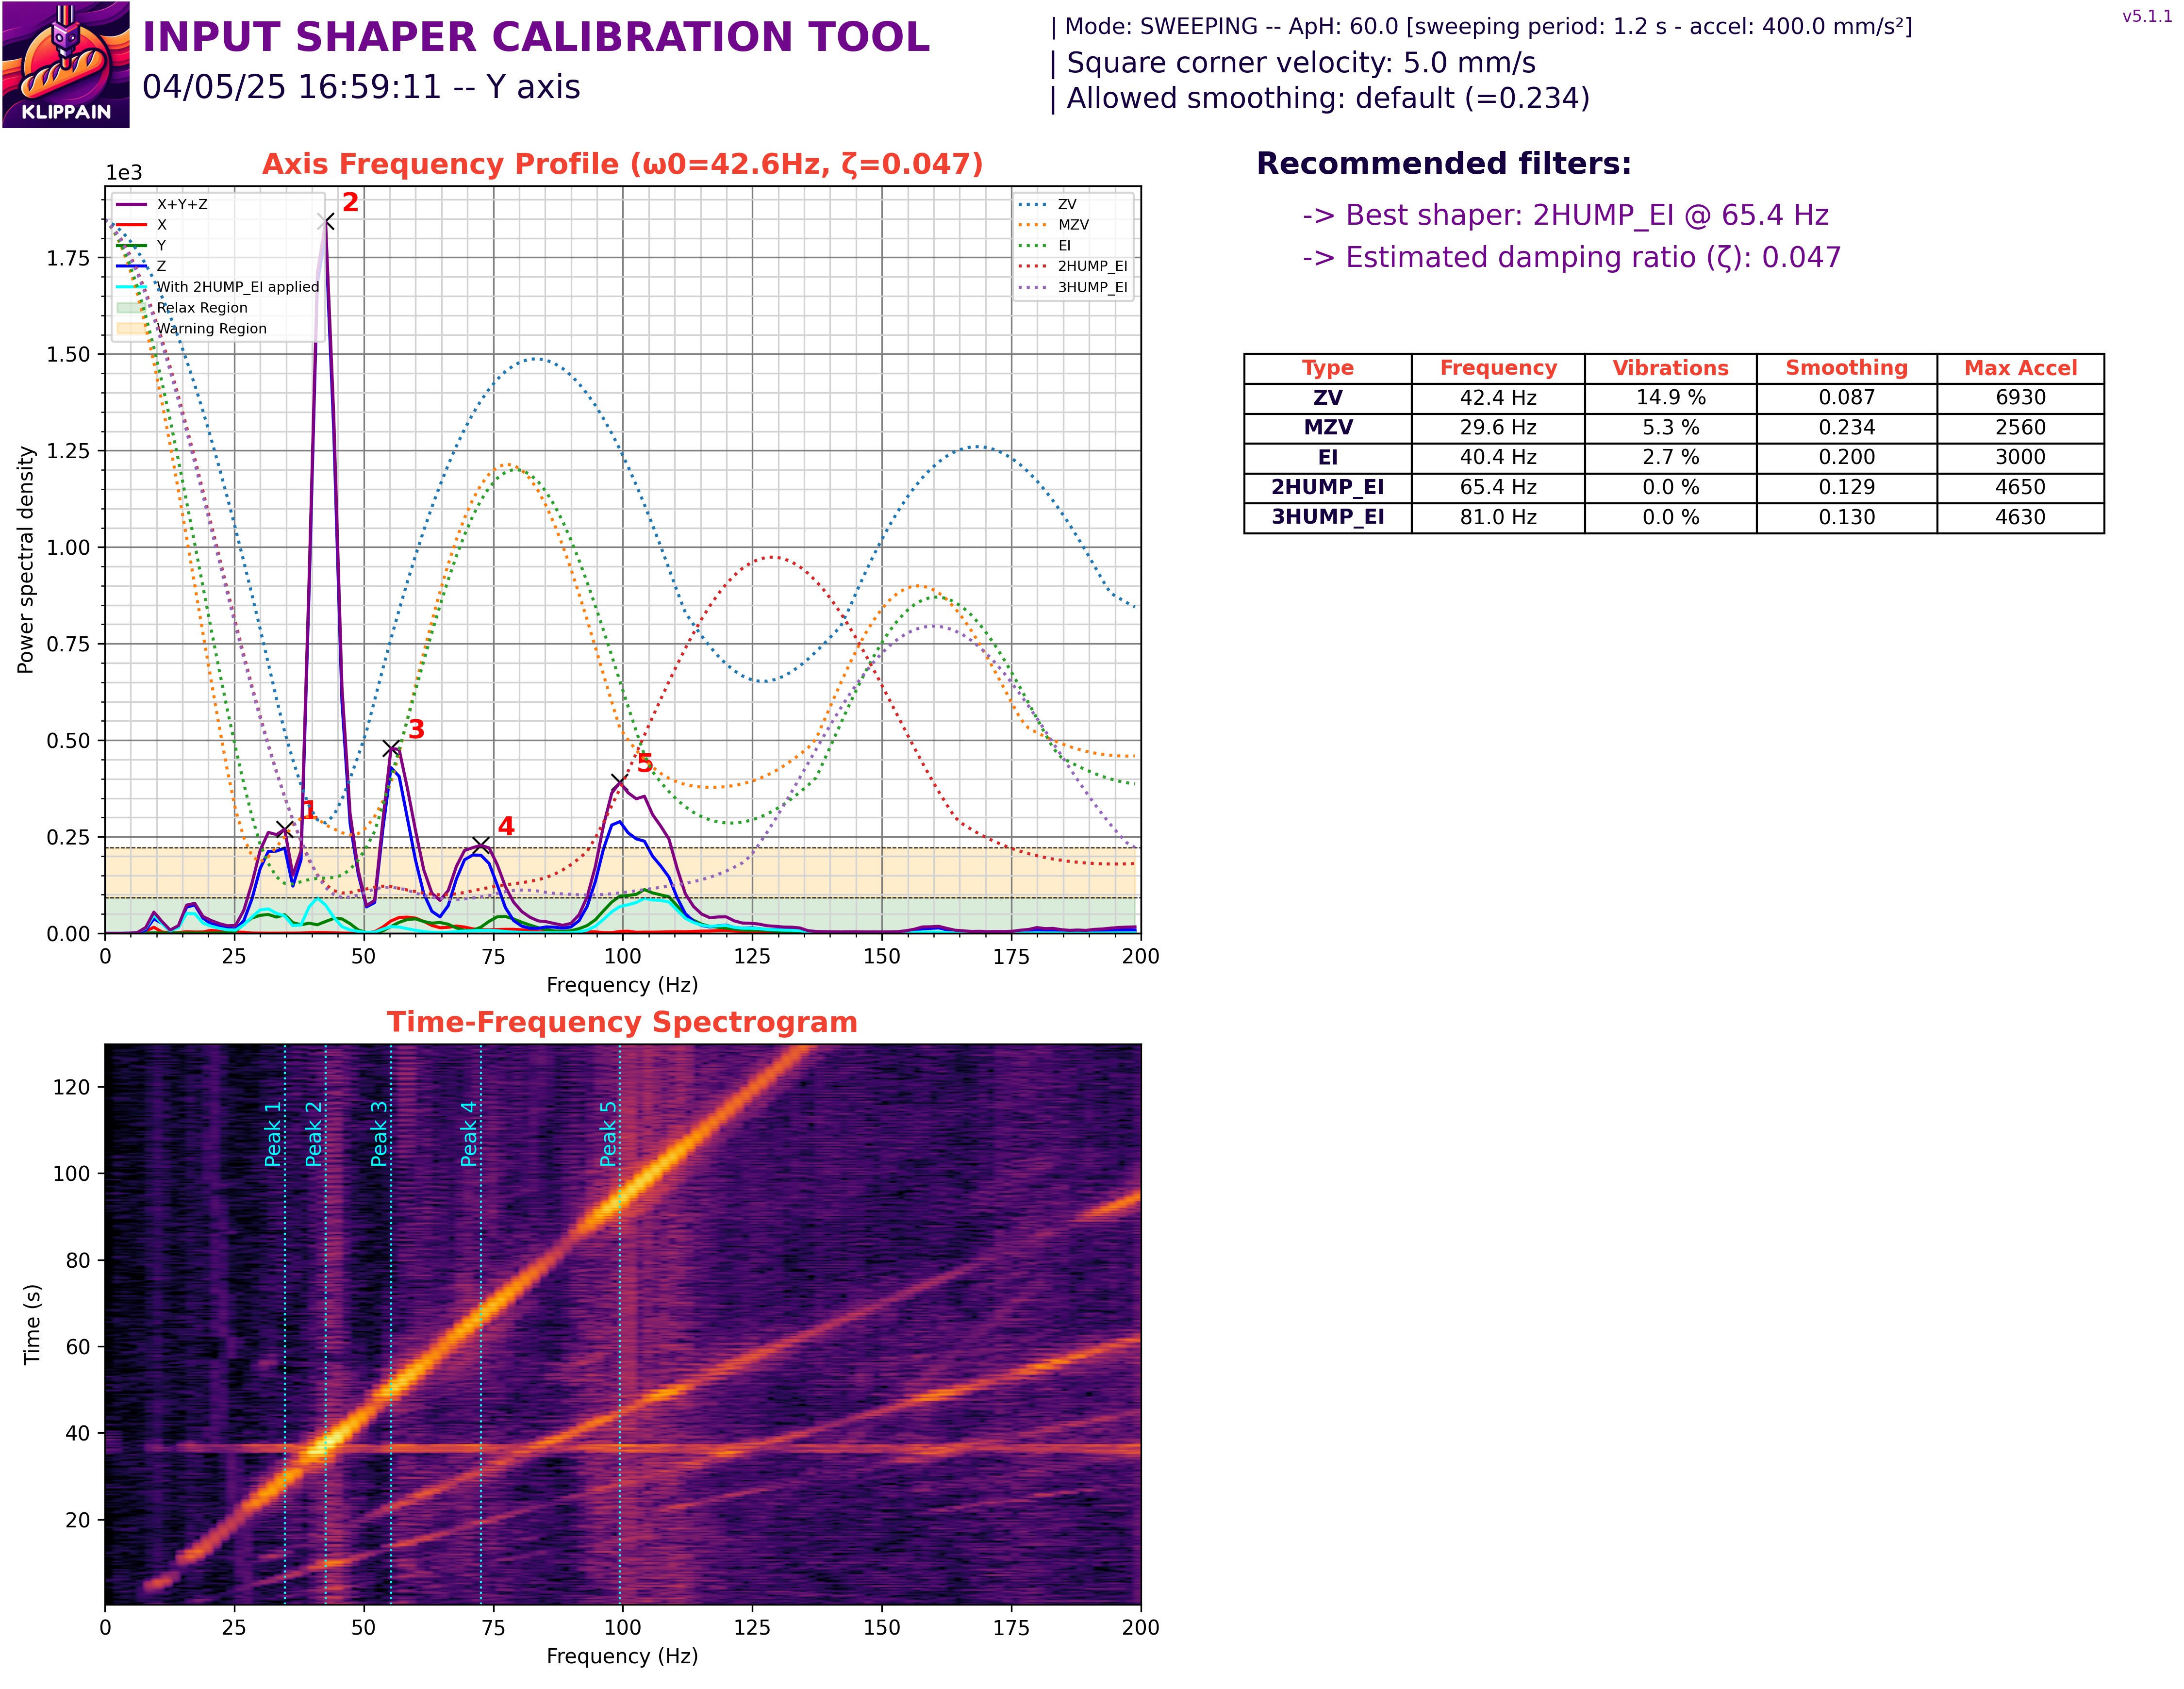 KLIPPAIN
INPUT SHAPER CALIBRATION TOOL
04/05/25 16:59:11 -- Y axis
| Mode: SWEEPING -- ApH: 60.0 [sweeping period: 1.2 s - accel: 400.0 mm/s²]
| Square corner velocity: 5.0 mm/s
| Allowed smoothing: default (=0.234)
v5.1.1
Axis Frequency Profile (ω0=42.6Hz, ζ=0.047)
1e3
X+Y+Z
X
Y
Z
With 2HUMP_EI applied
Relax Region
Warning Region
ZV
MZV
EI
2HUMP_EI
3HUMP_EI
1
2
3
4
5
Power spectral density
1.75
1.50
1.25
1.00
0.75
0.50
0.25
0.00
0 25 50 75 100 125 150 175 200
Frequency (Hz)
Recommended filters:
-> Best shaper: 2HUMP_EI @ 65.4 Hz
-> Estimated damping ratio (ζ): 0.047
Type Frequency Vibrations Smoothing Max Accel
ZV 42.4 Hz 14.9 % 0.087 6930
MZV 29.6 Hz 5.3 % 0.234 2560
EI 40.4 Hz 2.7 % 0.200 3000
2HUMP_EI 65.4 Hz 0.0 % 0.129 4650
3HUMP_EI 81.0 Hz 0.0 % 0.130 4630
Time-Frequency Spectrogram
Peak 1
Peak 2
Peak 3
Peak 4
Peak 5
Time (s)
120
100
80
60
40
20
0 25 50 75 100 125 150 175 200
Frequency (Hz)